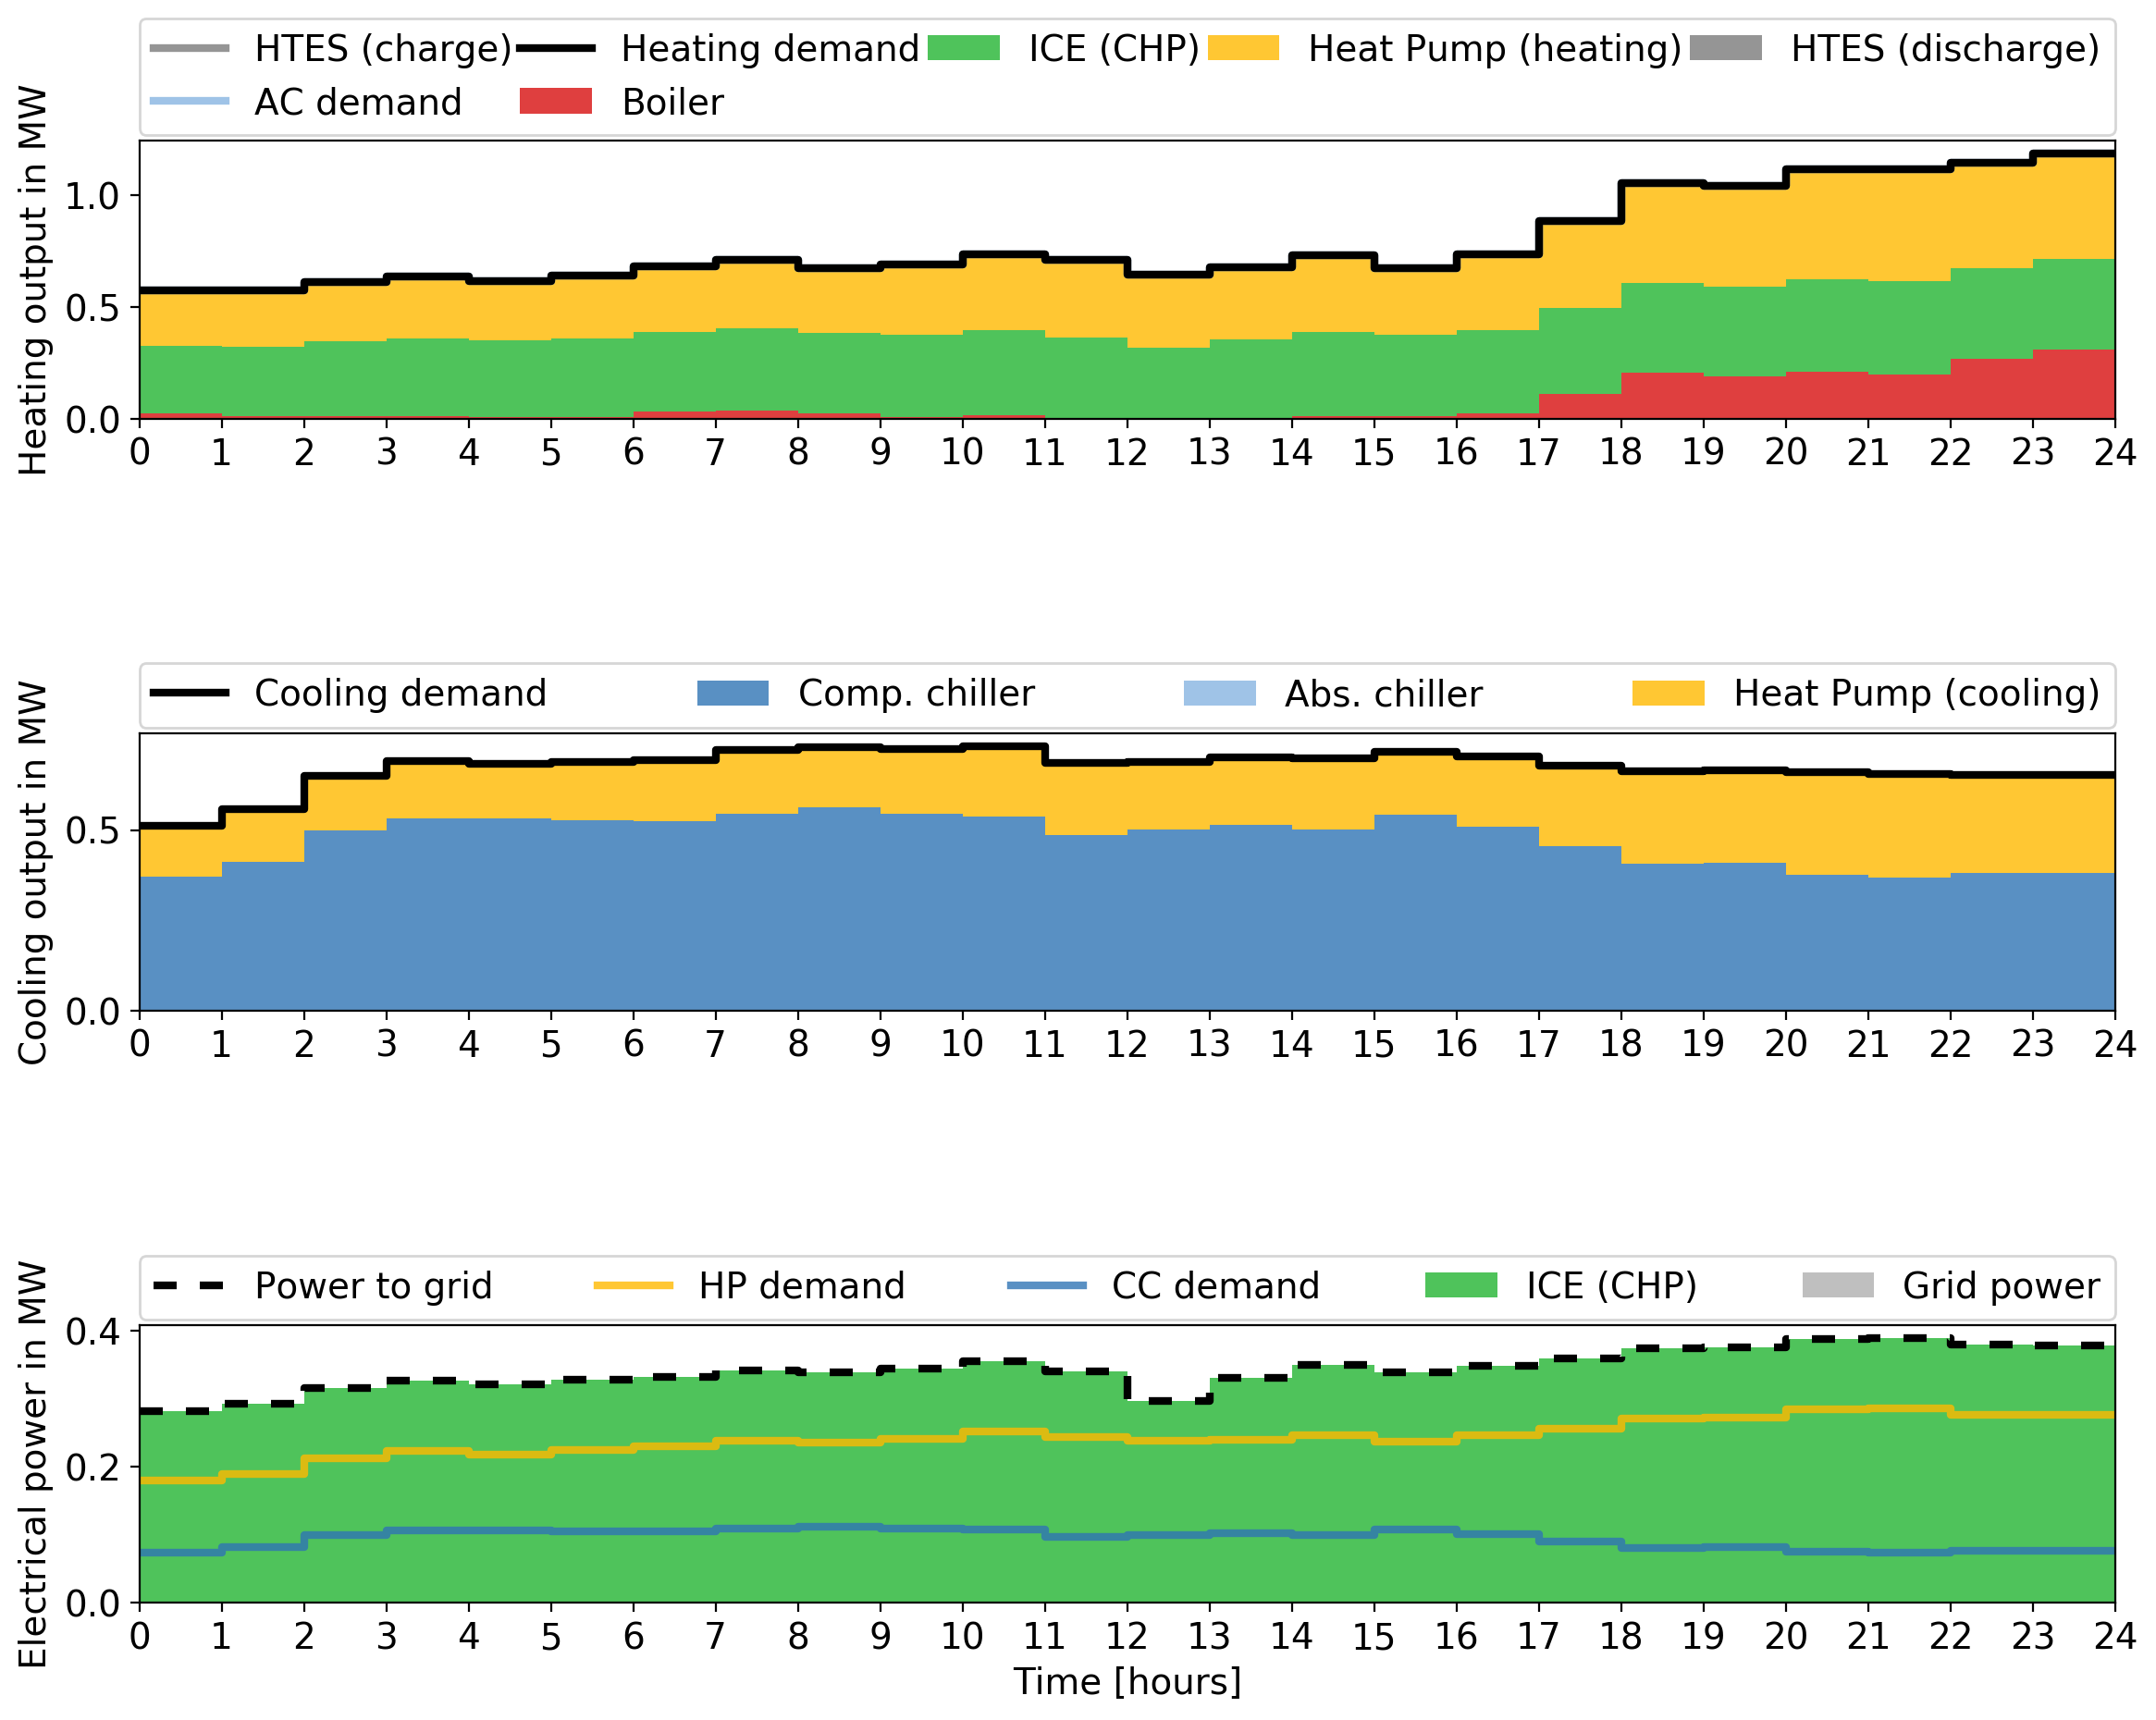 HTES (charge) Heating demand ICE (CHP) Heat Pump (heating) HTES (discharge)
AC demand Boiler
Heating output in MW
1.0
0.5
0.0
0 1 2 3 4 5 6 7 8 9 10 11 12 13 14 15 16 17 18 19 20 21 22 23 24
Cooling demand Comp. chiller Abs. chiller Heat Pump (cooling)
Cooling output in MW
0.5
0.0
0 1 2 3 4 5 6 7 8 9 10 11 12 13 14 15 16 17 18 19 20 21 22 23 24
Power to grid HP demand CC demand ICE (CHP) Grid power
Electrical power in MW
0.4
0.2
0.0
0 1 2 3 4 5 6 7 8 9 10 11 12 13 14 15 16 17 18 19 20 21 22 23 24
Time [hours]